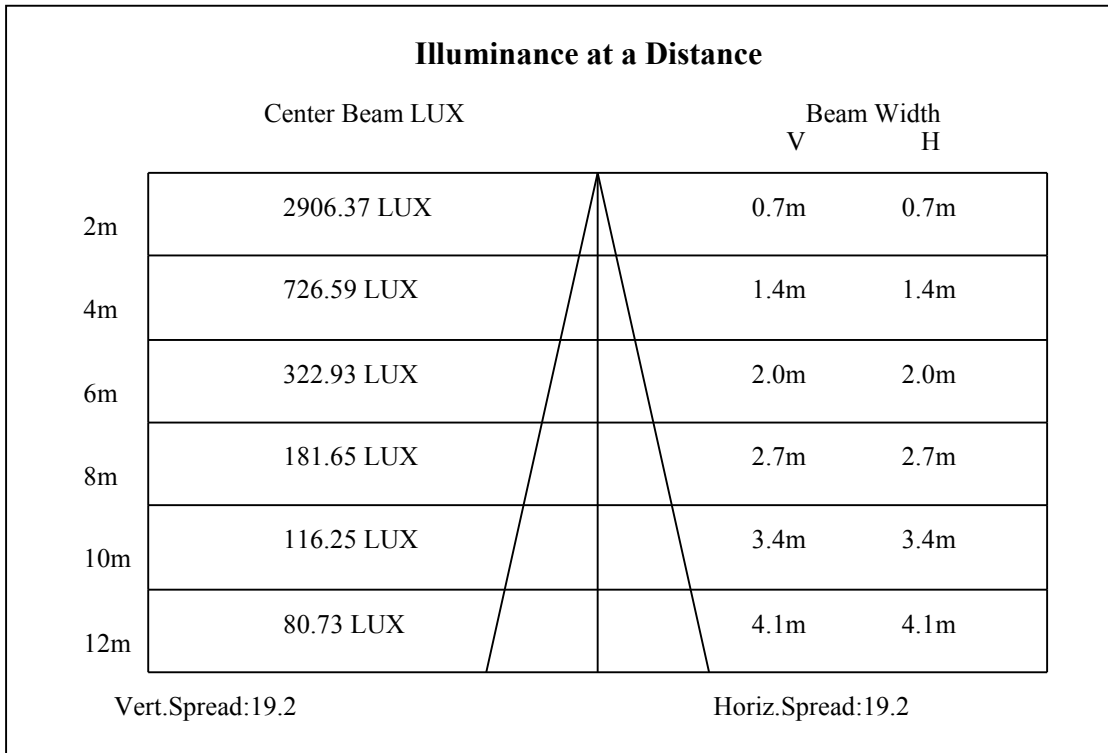 Illuminance at a Distance
Center Beam LUX Beam Width
V H
2m 2906.37 LUX 0.7m 0.7m
4m 726.59 LUX 1.4m 1.4m
6m 322.93 LUX 2.0m 2.0m
8m 181.65 LUX 2.7m 2.7m
10m 116.25 LUX 3.4m 3.4m
12m 80.73 LUX 4.1m 4.1m
Vert.Spread:19.2 Horiz.Spread:19.2